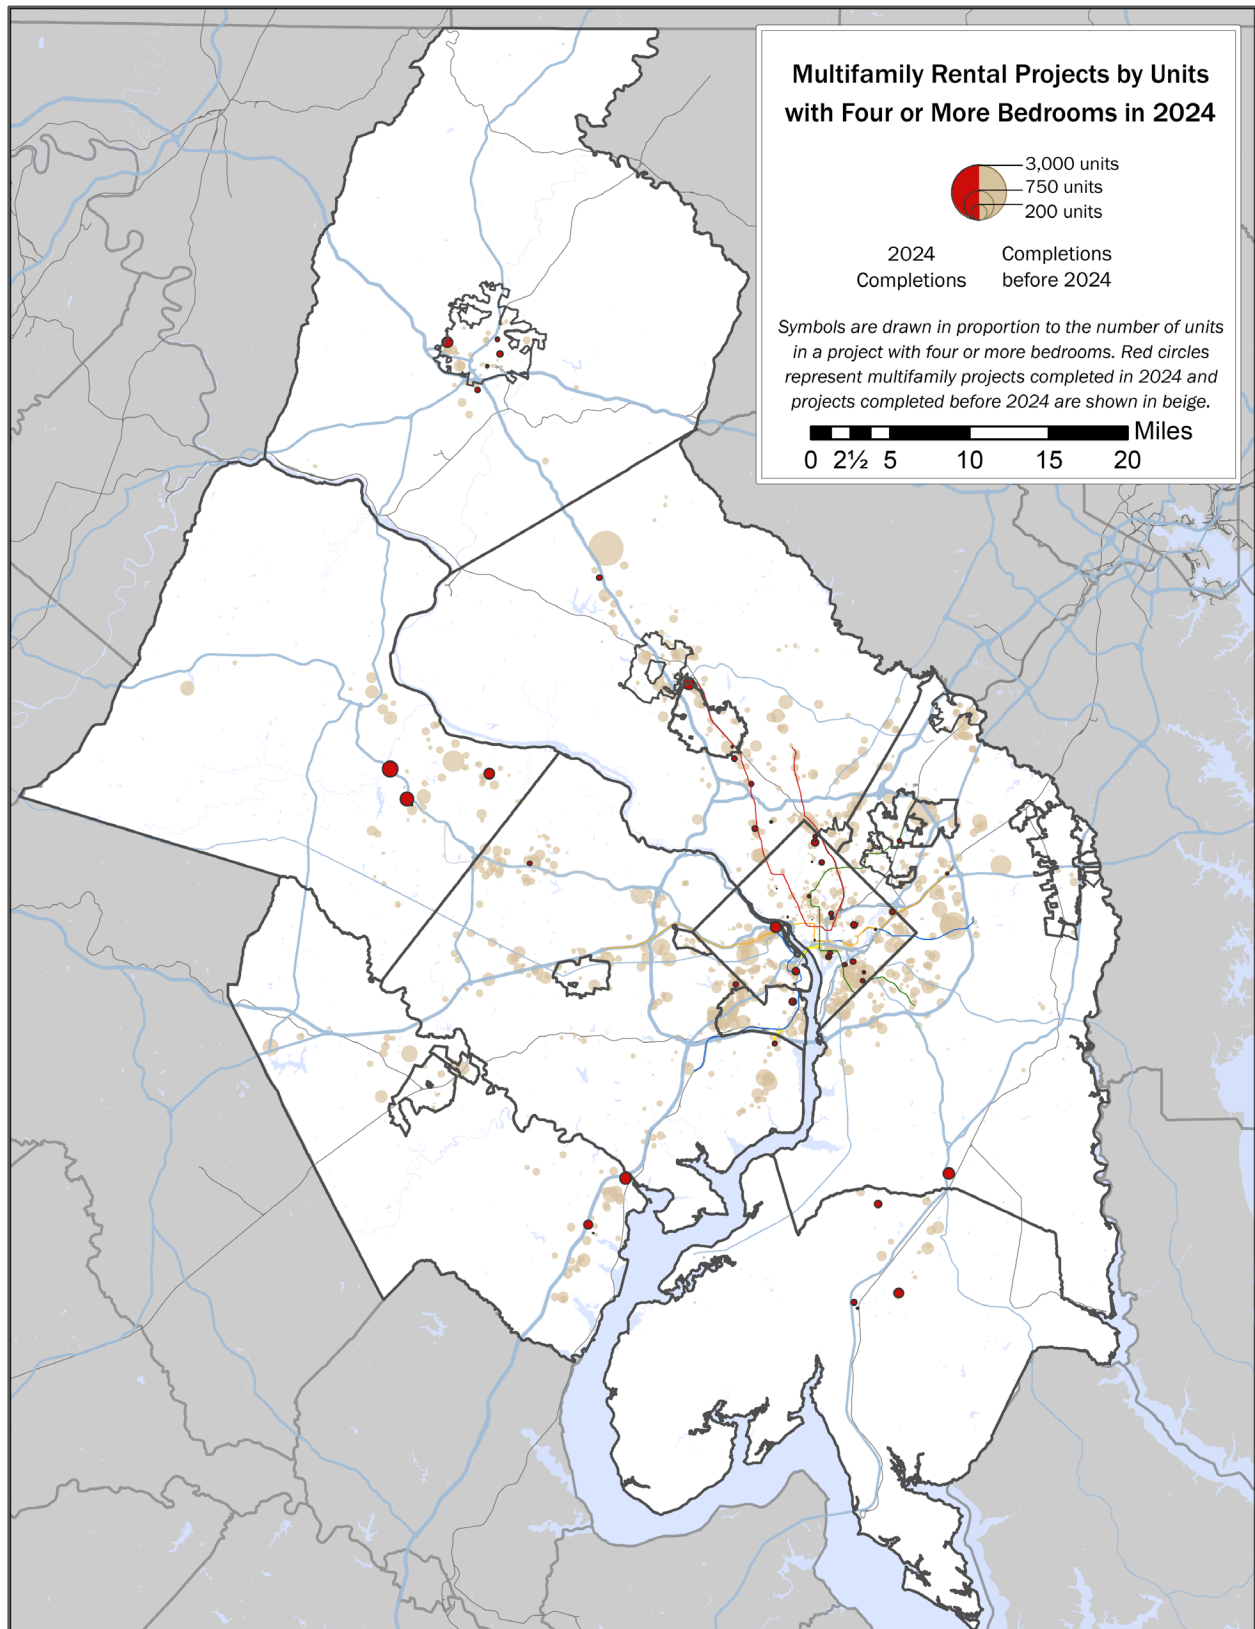 Multifamily Rental Projects by Units
with Four or More Bedrooms in 2024
3,000 units
750 units
200 units
2024
Completions
Completions
before 2024
Symbols are drawn in proportion to the number of units
in a project with four or more bedrooms. Red circles
represent multifamily projects completed in 2024 and
projects completed before 2024 are shown in beige.
Miles
0 2½ 5 10 15 20